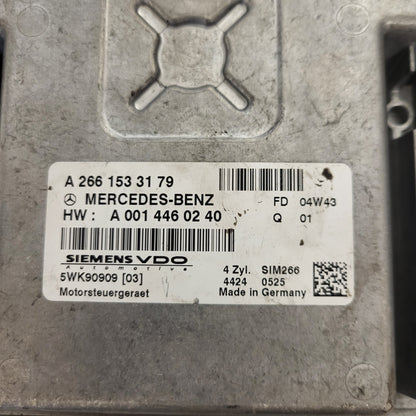 A 266 153 31 79
MERCEDES-BENZ FD 04W43
HW : A 001 446 02 40 Q 01
SIEMENS VDO
Automotive 4 Zyl. SIM266
5WK90909 [03] 4424 0525
Motorsteuergeraet Made in Germany